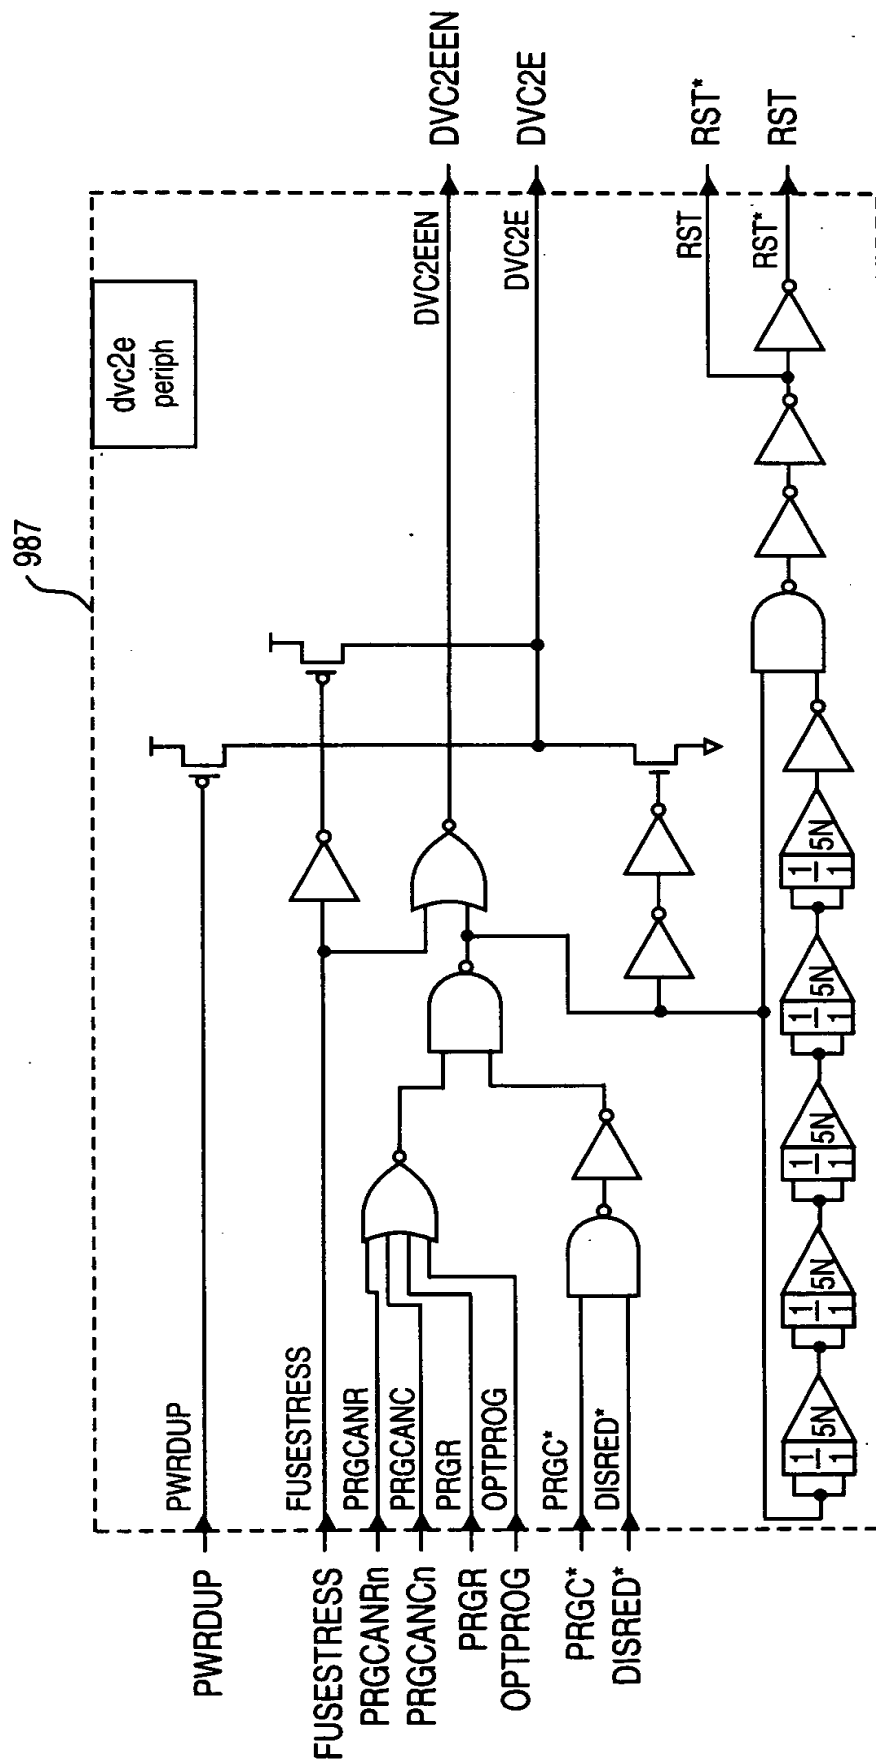 987
dvc2e
periph
PWRDUP
PWRDUP
FUSESTRESS
FUSESTRESS
PRGCANRn
PRGCANR
PRGCANCn
PRGCANC
PRGR
PRGR
OPTPROG
OPTPROG
PRGC*
PRGC*
DISRED*
DISRED*
DVC2EEN
DVC2EEN
DVC2E
DVC2E
RST
RST*
RST*
RST
1
1
5N
1
1
5N
1
1
5N
1
1
5N
1
1
5N